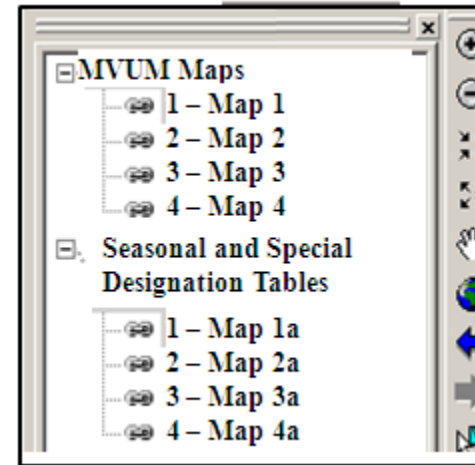 MVUM Maps
1 – Map 1
2 – Map 2
3 – Map 3
4 – Map 4
Seasonal and Special
Designation Tables
1 – Map 1a
2 – Map 2a
3 – Map 3a
4 – Map 4a